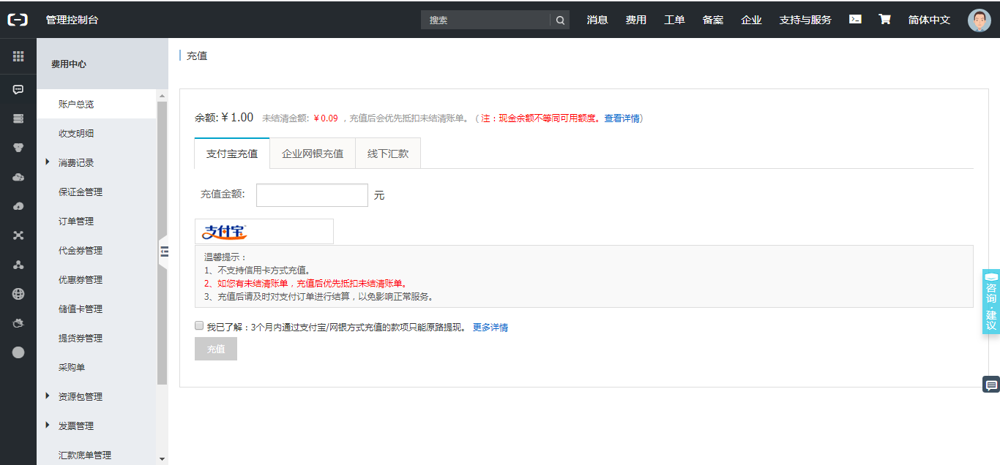 管理控制台
搜索
消息 费用 工单 备案 企业 支持与服务 简体中文
费用中心
账户总览
收支明细
消费记录
保证金管理
订单管理
代金券管理
优惠券管理
储值卡管理
提货券管理
采购单
资源包管理
发票管理
汇款底单管理
充值
余额:¥ 1.00 未结清金额: ¥ 0.09 ，充值后会优先抵扣未结清账单。（注：现金余额不等同可用额度。查看详情）
支付宝充值 企业网银充值 线下汇款
充值金额: 元
支付宝
温馨提示：
1、不支持信用卡方式充值。
2、如您有未结清账单，充值后优先抵扣未结清账单。
3、充值后请及时对支付订单进行结算，以免影响正常服务。
我已了解：3个月内通过支付宝/网银方式充值的款项只能原路提现。 更多详情
充值
咨询·建议